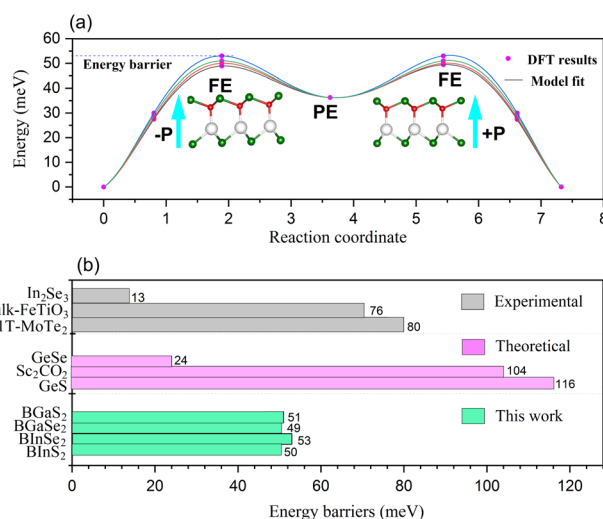 (a)
60
50
40
30
20
10
0
Energy (meV)
Energy barrier
FE
PE
FE
-P
+P
DFT results
Model fit
0 1 2 3 4 5 6 7 8
Reaction coordinate
(b)
In₂Se₃ 13
ulk-FeTiO₃ 76
1T-MoTe₂ 80
Experimental
GeSe 24
Sc₂CO₂ 104
GeS 116
Theoretical
BGaS₂ 51
BGaSe₂ 49
BInSe₂ 53
BInS₂ 50
This work
0 20 40 60 80 100 120
Energy barriers (meV)